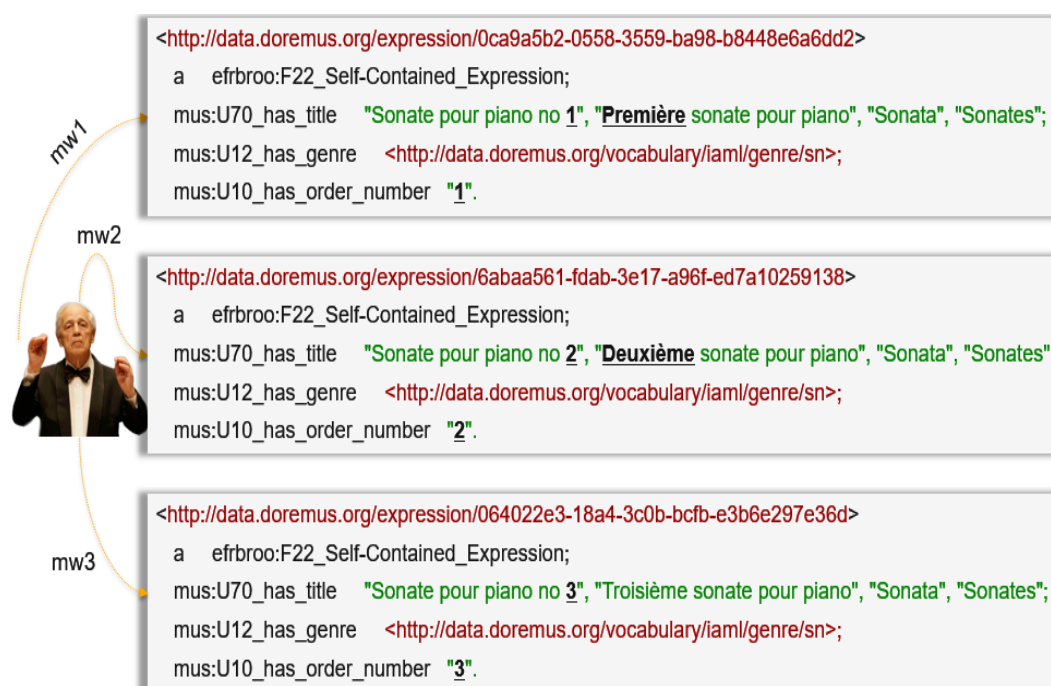 <http://data.doremus.org/expression/0ca9a5b2-0558-3559-ba98-b8448e6a6dd2>
a efrbroo:F22_Self-Contained_Expression;
mus:U70_has_title "Sonate pour piano no 1", "Première sonate pour piano", "Sonata", "Sonates";
mw1
mus:U12_has_genre <http://data.doremus.org/vocabulary/iaml/genre/sn>;
mus:U10_has_order_number "1".
mw2
<http://data.doremus.org/expression/6abaa561-fdab-3e17-a96f-ed7a10259138>
a efrbroo:F22_Self-Contained_Expression;
mus:U70_has_title "Sonate pour piano no 2", "Deuxième sonate pour piano", "Sonata", "Sonates"
mus:U12_has_genre <http://data.doremus.org/vocabulary/iaml/genre/sn>;
mus:U10_has_order_number "2".
<http://data.doremus.org/expression/064022e3-18a4-3c0b-bcfb-e3b6e297e36d>
a efrbroo:F22_Self-Contained_Expression;
mw3
mus:U70_has_title "Sonate pour piano no 3", "Troisième sonate pour piano", "Sonata", "Sonates";
mus:U12_has_genre <http://data.doremus.org/vocabulary/iaml/genre/sn>;
mus:U10_has_order_number "3".